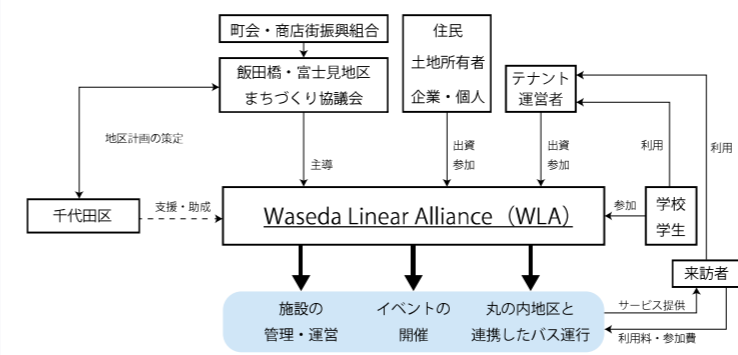 町会・商店街振興組合
飯田橋・富士見地区
まちづくり協議会
住民
土地所有者
企業・個人
テナント
運営者
地区計画の策定
主導
出資
参加
出資
参加
利用
利用
千代田区
支援・助成
Waseda Linear Alliance（WLA）
参加
学校
学生
来訪者
施設の
管理・運営
イベントの
開催
丸の内地区と
連携したバス運行
サービス提供
利用料・参加費